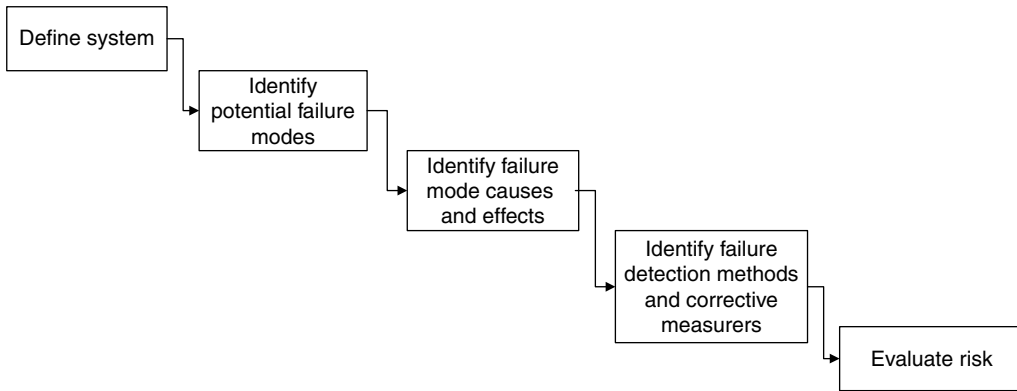 Define system
Identify
potential failure
modes
Identify failure
mode causes
and effects
Identify failure
detection methods
and corrective
measurers
Evaluate risk